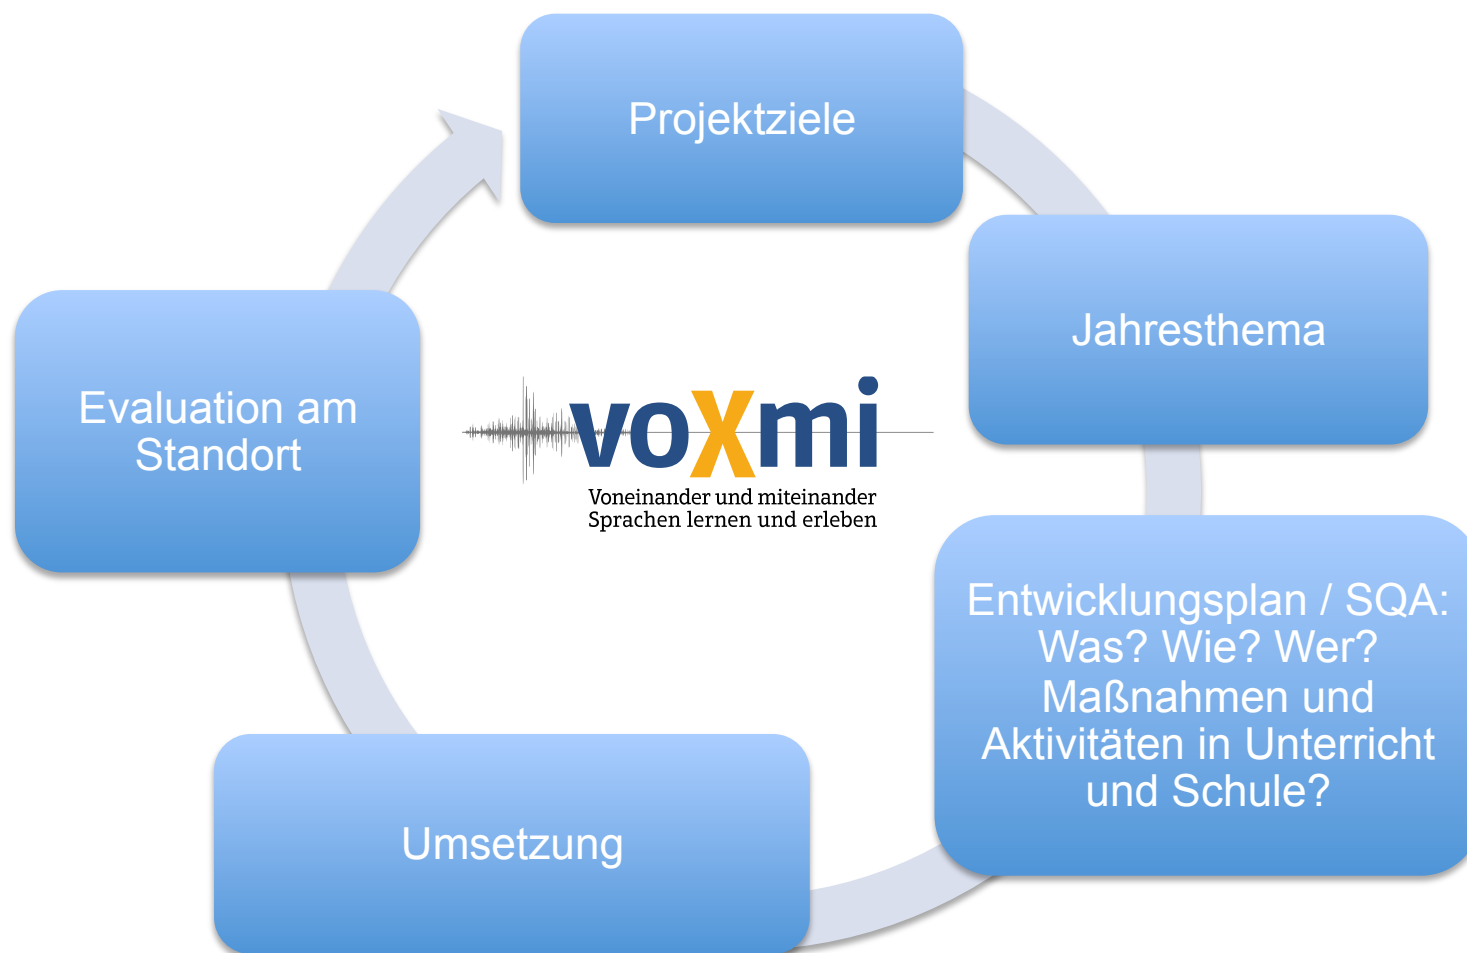 Projektziele
Jahresthema
Entwicklungsplan / SQA:
Was? Wie? Wer?
Maßnahmen und
Aktivitäten in Unterricht
und Schule?
Umsetzung
Evaluation am
Standort
voXmi
Voneinander und miteinander
Sprachen lernen und erleben